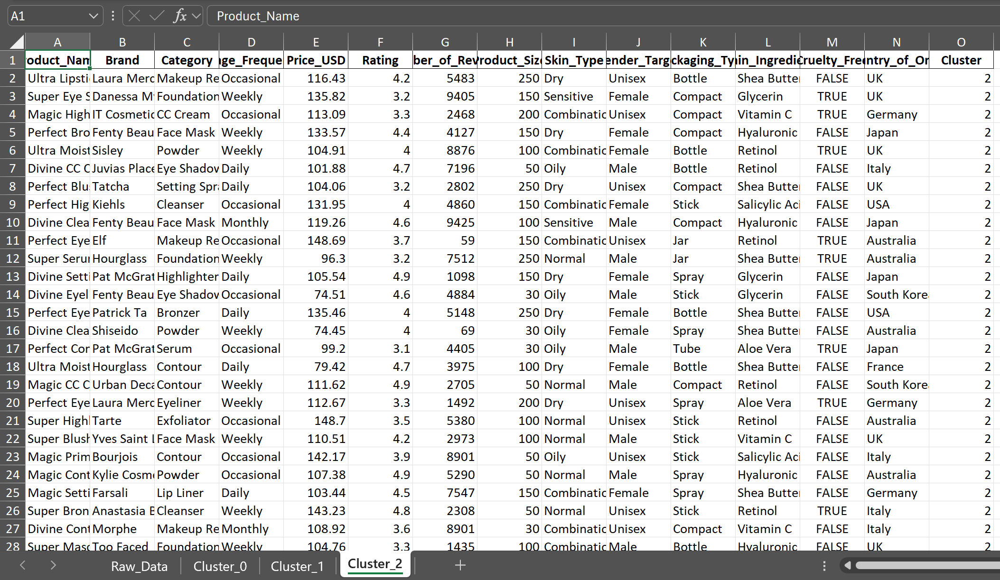 A1 fx Product_Name
A B C D E F G H I J K L M N O
1 oduct_Nam Brand Category age_Freque Price_USD Rating ber_of_Rev Product_Size Skin_Type ender_Targe ckaging_Ty in_Ingredie Cruelty_Free ntry_of_Or Cluster
2 Ultra Lipsti Laura Merc Makeup Re Occasional 116.43 4.2 5483 250 Dry Unisex Bottle Shea Butter FALSE UK 2
3 Super Eye S Danessa My Foundation Weekly 135.82 3.2 9405 150 Sensitive Female Compact Glycerin TRUE UK 2
4 Magic High IT Cosmetic CC Cream Occasional 113.09 3.3 2468 200 Combinatic Unisex Compact Vitamin C TRUE Germany 2
5 Perfect Bro Fenty Beau Face Mask Weekly 133.57 4.4 4127 150 Dry Female Compact Hyaluronic FALSE Japan 2
6 Ultra Moist Sisley Powder Weekly 104.91 4 8876 100 Combinatic Female Bottle Retinol TRUE UK 2
7 Divine CC C Juvias Place Eye Shadow Daily 101.88 4.7 7196 50 Oily Male Bottle Retinol FALSE Italy 2
8 Perfect Blus Tatcha Setting Spra Daily 104.06 3.2 2802 250 Dry Unisex Compact Shea Butter FALSE UK 2
9 Perfect Hig Kiehls Cleanser Occasional 131.95 4 4860 150 Combinatic Female Stick Salicylic Aci FALSE USA 2
10 Divine Clea Fenty Beau Face Mask Monthly 119.26 4.6 9425 100 Sensitive Male Compact Hyaluronic FALSE Japan 2
11 Perfect Eye Elf Makeup Re Occasional 148.69 3.7 59 150 Combinatic Unisex Jar Retinol TRUE Australia 2
12 Super Serur Hourglass Foundation Weekly 96.3 3.2 7512 250 Normal Male Jar Shea Butter TRUE Australia 2
13 Divine Setti Pat McGrat Highlighter Daily 105.54 4.9 1098 150 Dry Female Spray Glycerin FALSE Japan 2
14 Divine Eyel Fenty Beau Eye Shadow Occasional 74.51 4.6 4884 30 Oily Male Stick Glycerin FALSE South Korea 2
15 Perfect Eye Patrick Ta Bronzer Daily 135.46 4 5148 250 Dry Female Bottle Shea Butter FALSE USA 2
16 Divine Clea Shiseido Powder Weekly 74.45 4 69 30 Oily Female Spray Shea Butter FALSE Australia 2
17 Perfect Cor Pat McGrat Serum Occasional 99.2 3.1 4405 30 Oily Male Tube Aloe Vera TRUE Japan 2
18 Ultra Moist Hourglass Contour Daily 79.42 4.7 3975 100 Dry Female Bottle Shea Butter FALSE France 2
19 Magic CC C Urban Deca Contour Weekly 111.62 4.9 2705 50 Normal Male Compact Retinol FALSE South Korea 2
20 Perfect Eye Laura Merc Eyeliner Weekly 112.67 3.3 1492 200 Dry Unisex Spray Aloe Vera TRUE Germany 2
21 Super Highl Tarte Exfoliator Occasional 148.7 3.5 5380 100 Normal Unisex Stick Retinol FALSE Australia 2
22 Super Blush Yves Saint L Face Mask Weekly 110.51 4.2 2973 100 Normal Male Stick Vitamin C FALSE UK 2
23 Magic Prim Bourjois Contour Occasional 142.17 3.9 8901 50 Oily Unisex Stick Salicylic Aci FALSE Italy 2
24 Magic Cont Kylie Cosme Powder Occasional 107.38 4.9 5290 50 Normal Male Spray Hyaluronic FALSE Australia 2
25 Magic Setti Farsali Lip Liner Daily 103.44 4.5 7547 150 Combinatic Female Spray Shea Butter FALSE Germany 2
26 Super Bron Anastasia B Cleanser Weekly 143.23 4.8 2308 50 Normal Unisex Stick Retinol TRUE Italy 2
27 Divine Cont Morphe Makeup Re Monthly 108.92 3.6 8901 30 Combinatic Unisex Compact Vitamin C FALSE Italy 2
28 Super Masc Too Faced Foundation Weekly 104.76 3.3 1435 100 Combinatic Male Bottle Hyaluronic FALSE UK 2
Raw_Data Cluster_0 Cluster_1 Cluster_2